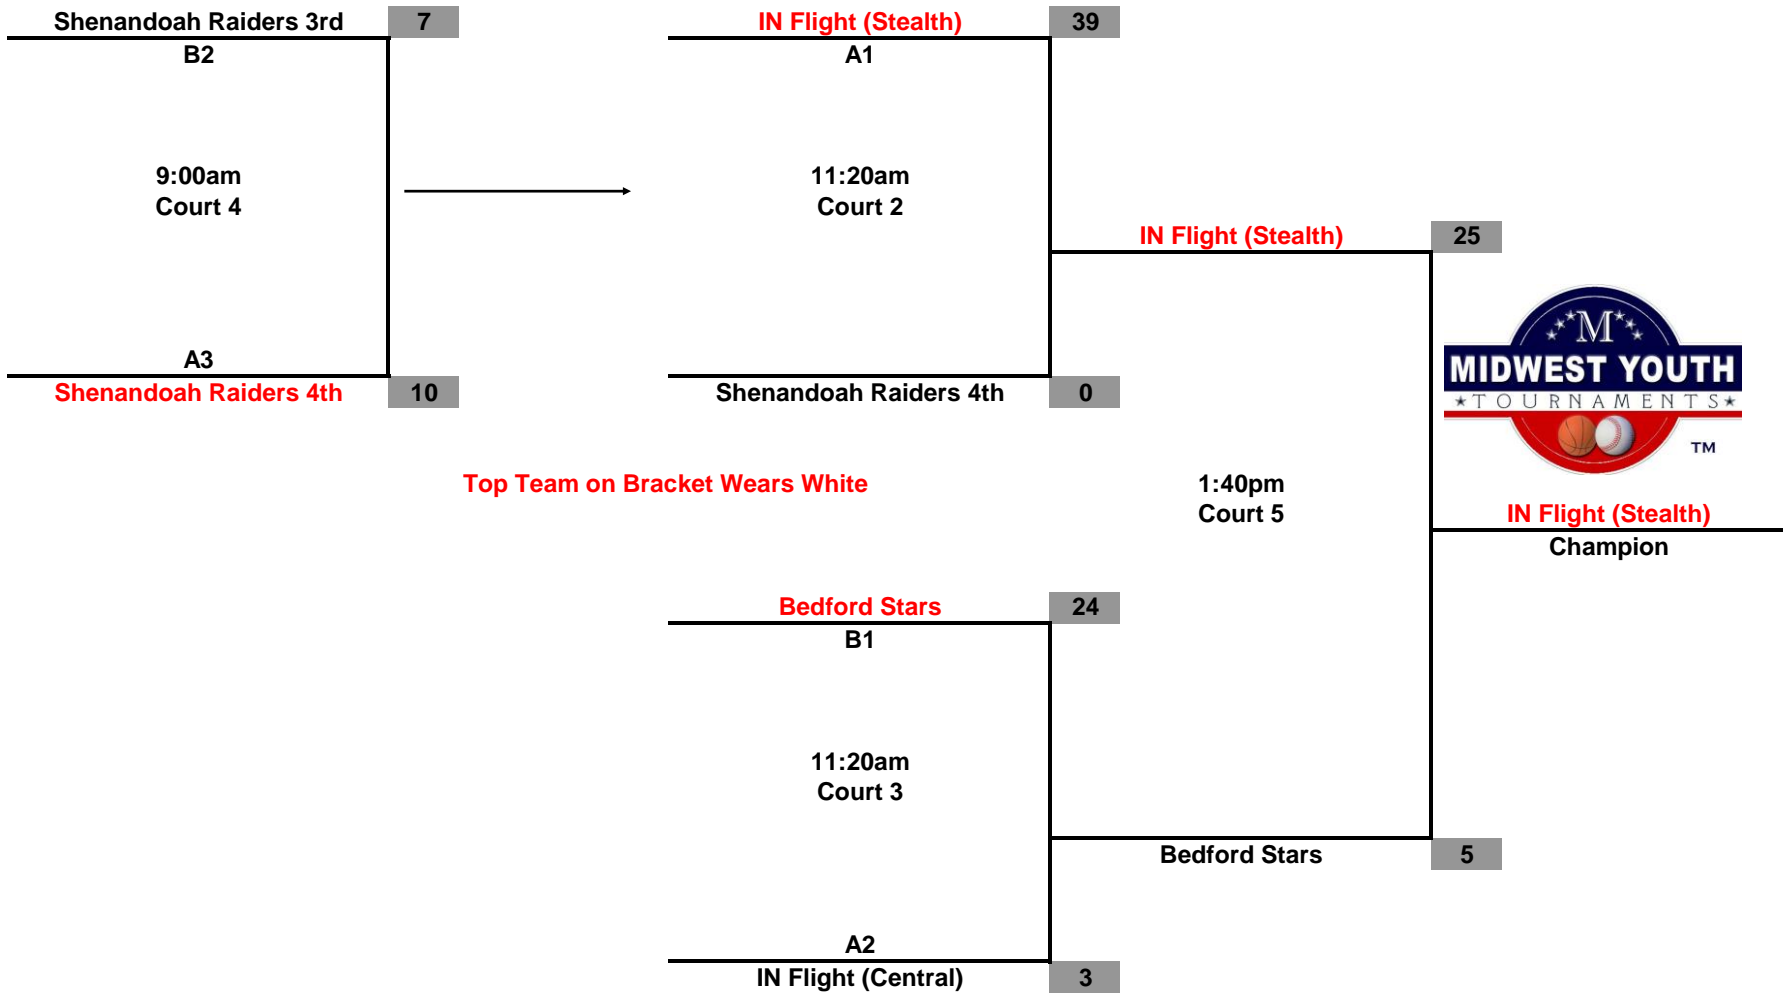 Shenandoah Raiders 3rd 7
B2
9:00am
Court 4
A3
Shenandoah Raiders 4th 10
IN Flight (Stealth) 39
A1
11:20am
Court 2
Shenandoah Raiders 4th 0
IN Flight (Stealth) 25
M
MIDWEST YOUTH
TOURNAMENTS
TM
Top Team on Bracket Wears White
1:40pm
Court 5
IN Flight (Stealth)
Champion
Bedford Stars 24
B1
11:20am
Court 3
Bedford Stars 5
A2
IN Flight (Central) 3